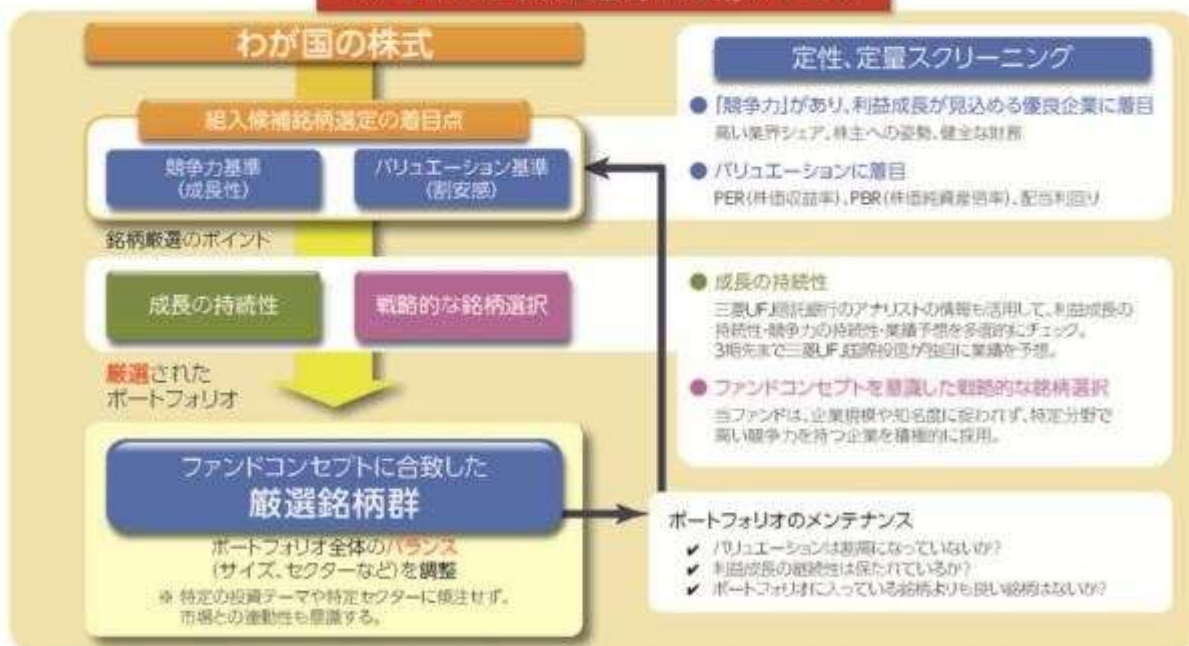 わが国の株式
組入候補銘柄選定の着目点
競争力基準
(成長性)
バリュエーション基準
(割安感)
銘柄厳選のポイント
成長の持続性
戦略的な銘柄選択
厳選された
ポートフォリオ
ファンドコンセプトに合致した
厳選銘柄群
ポートフォリオ全体のバランス
(サイズ、セクターなど)を調整
※ 特定の投資テーマや特定セクターに傾注せず、
市場との連動性も意識する。
定性、定量スクリーニング
● 「競争力」があり、利益成長が見込める優良企業に着目
高い業界シェア、株主への姿勢、健全な財務
● バリュエーションに着目
PER(株価収益率)、PBR(株価純資産倍率)、配当利回り
● 成長の持続性
三菱UFJ信託銀行のアナリストの情報も活用して、利益成長の
持続性・競争力の持続性・業績予想を多面的にチェック。
3期先まで三菱UFJ国際投信が独自に業績を予想。
● ファンドコンセプトを意識した戦略的な銘柄選択
当ファンドは、企業規模や知名度に捉われず、特定分野で
高い競争力を持つ企業を積極的に採用。
ポートフォリオのメンテナンス
✔ バリュエーションは割高になっていないか?
✔ 利益成長の継続性は保たれているか?
✔ ポートフォリオに入っている銘柄よりも良い銘柄はないか?